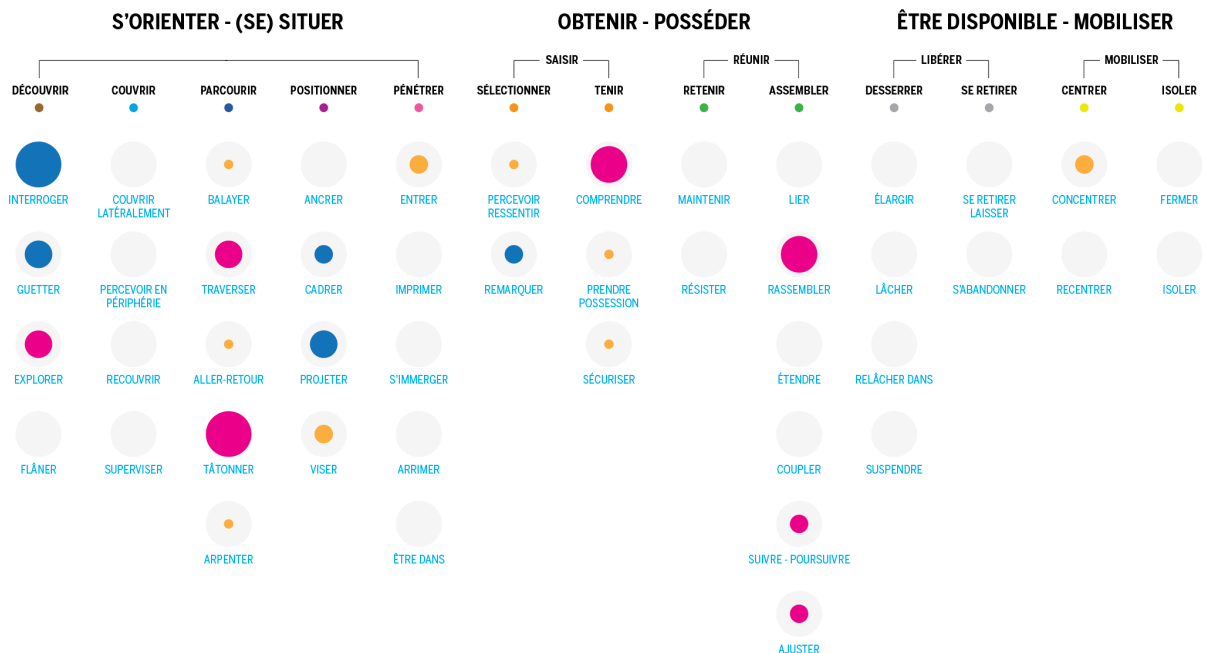 S’ORIENTER - (SE) SITUER
OBTENIR - POSSÉDER
ÊTRE DISPONIBLE - MOBILISER
SAISIR
RÉUNIR
LIBÉRER
MOBILISER
DÉCOUVRIR
COUVRIR
PARCOURIR
POSITIONNER
PÉNÉTRER
SÉLECTIONNER
TENIR
RETENIR
ASSEMBLER
DESSERRER
SE RETIRER
CENTRER
ISOLER
INTERROGER
COUVRIR
LATÉRALEMENT
BALAYER
ANCRER
ENTRER
PERCEVOIR
RESSENTIR
COMPRENDRE
MAINTENIR
LIER
ÉLARGIR
SE RETIRER
LAISSER
CONCENTRER
FERMER
GUETTER
PERCEVOIR EN
PÉRIPHÉRIE
TRAVERSER
CADRER
IMPRIMER
REMARQUER
PRENDRE
POSSESSION
RÉSISTER
RASSEMBLER
LÂCHER
S’ABANDONNER
RECENTRER
ISOLER
EXPLORER
RECOUVRIR
ALLER-RETOUR
PROJETER
S’IMMERGER
SÉCURISER
ÉTENDRE
RELÂCHER DANS
FLÂNER
SUPERVISER
TÂTONNER
VISER
ARRIMER
COUPLER
SUSPENDRE
ARPENTER
ÊTRE DANS
SUIVRE - POURSUIVRE
AJUSTER